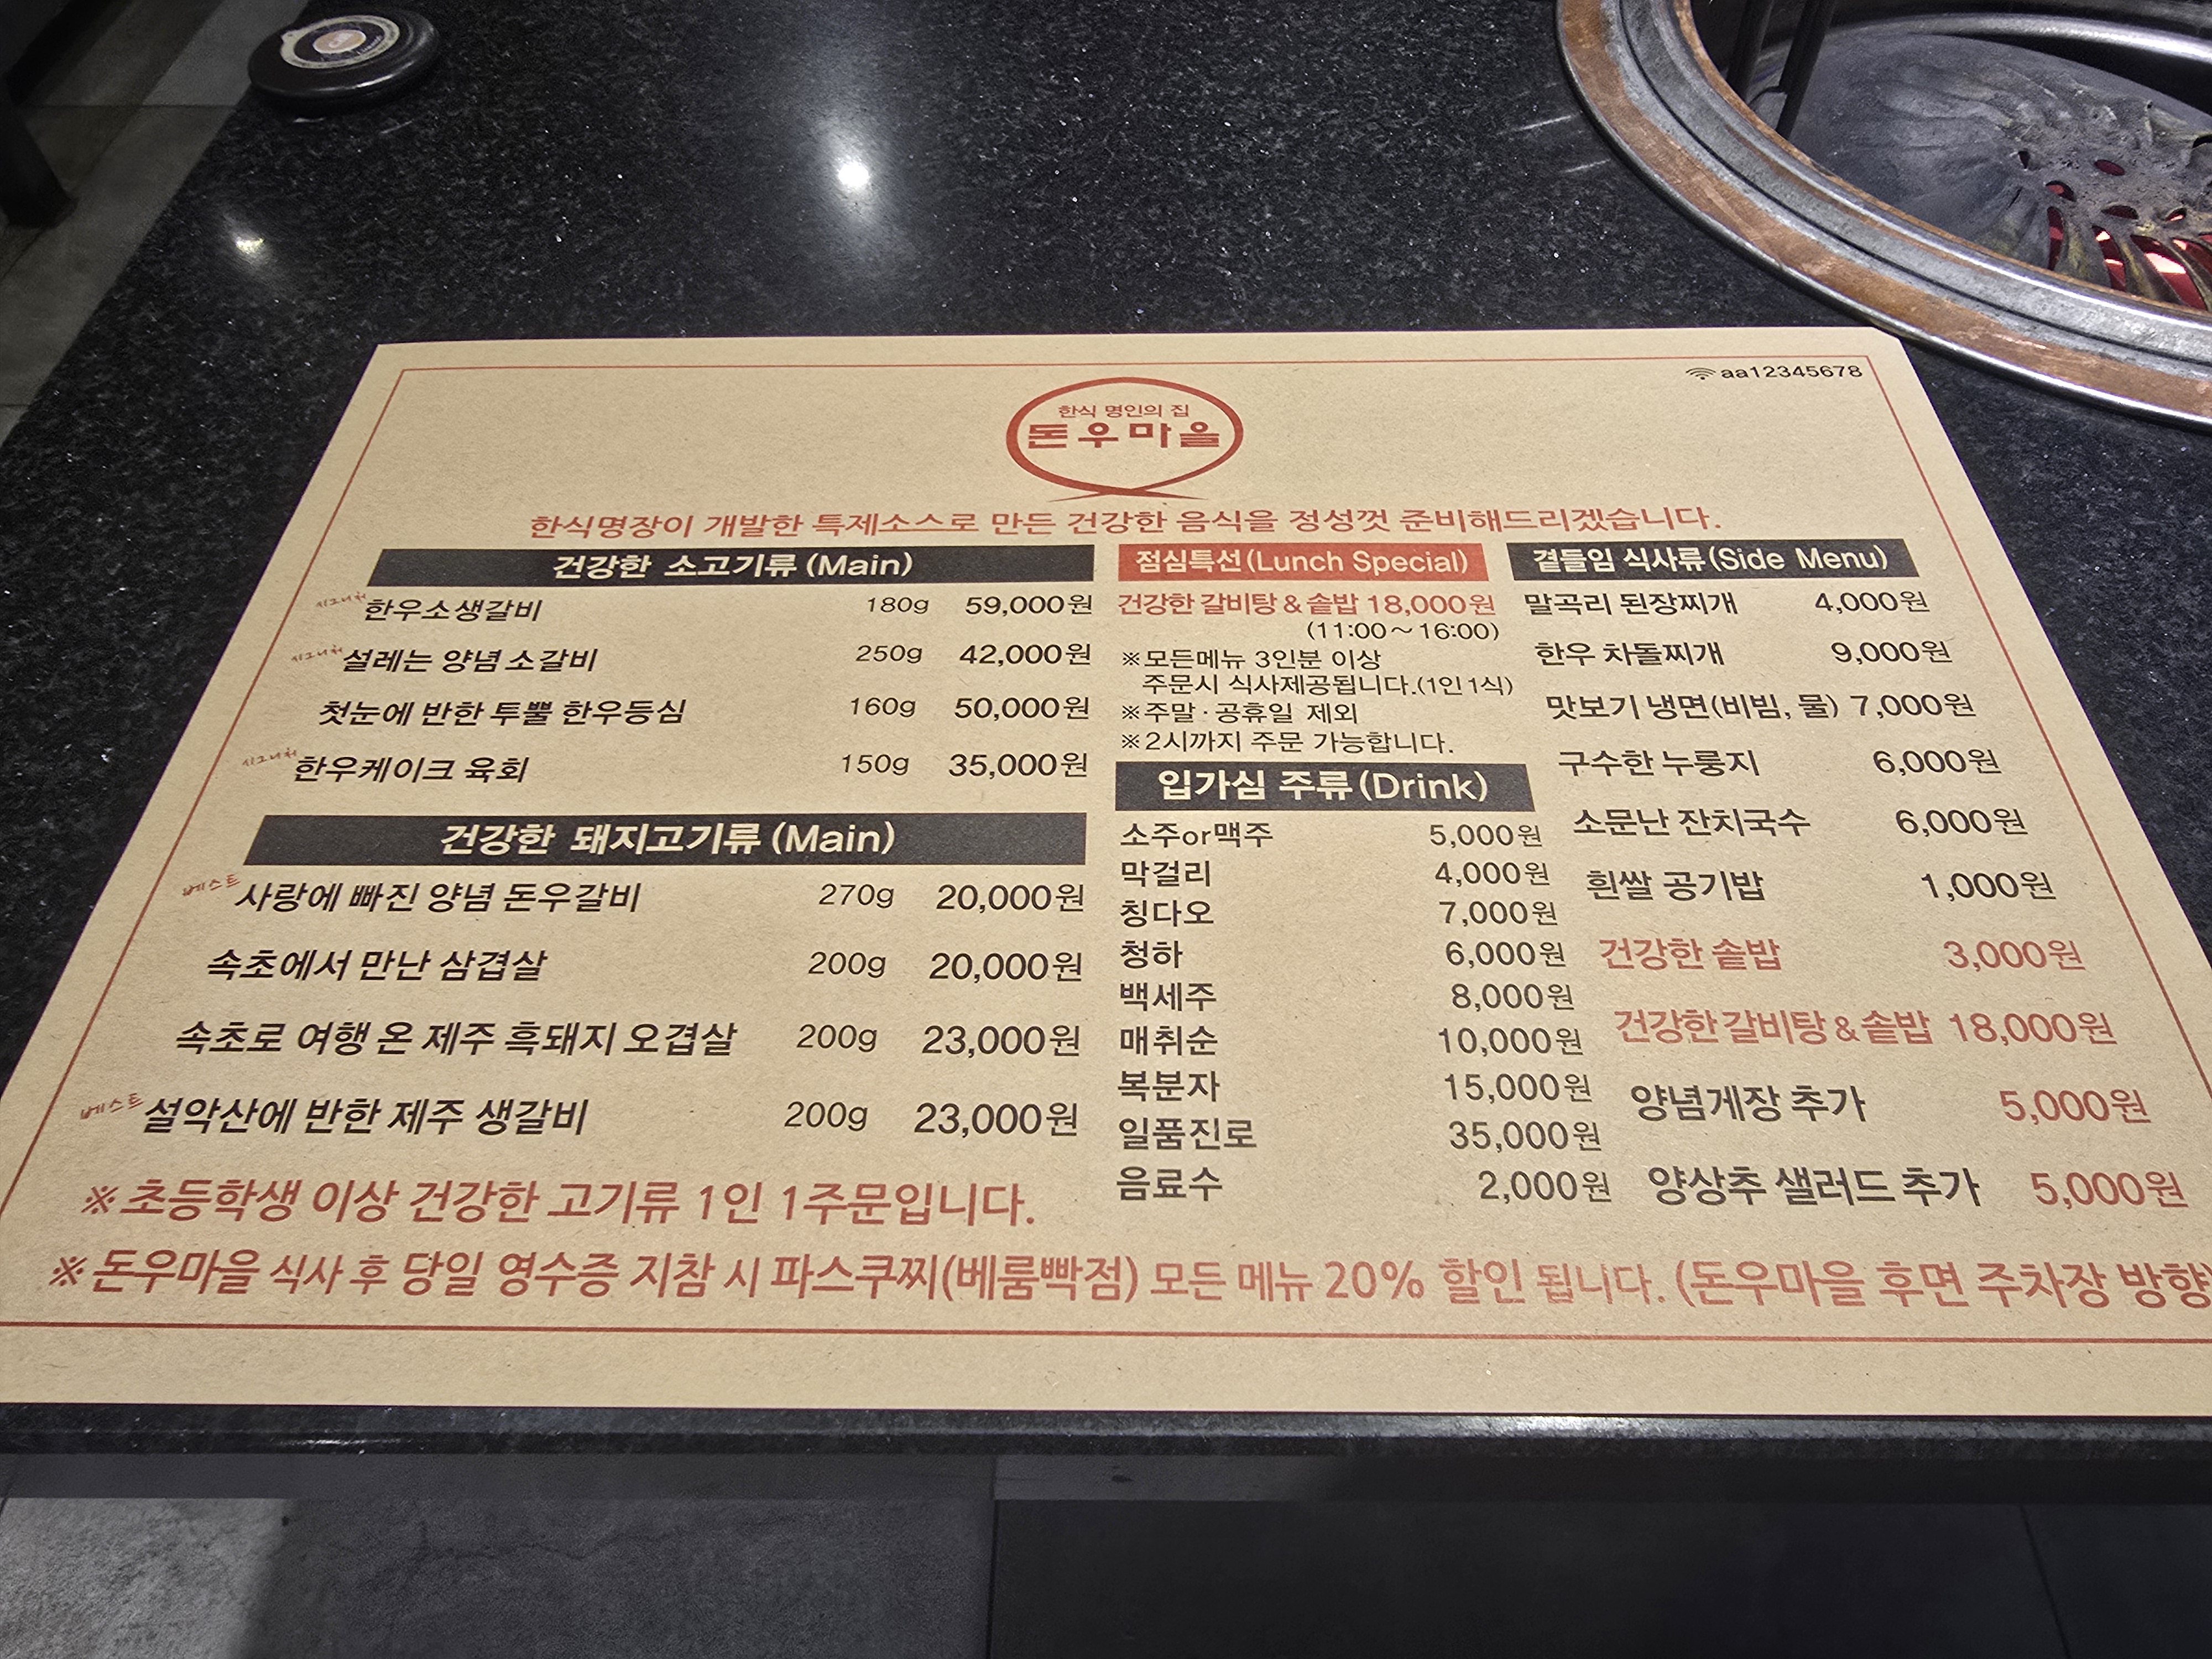 aa12345678
한식 명인의 집
돈우마을
한식명장이 개발한 특제소스로 만든 건강한 음식을 정성껏 준비해드리겠습니다.
건강한 소고기류 (Main)
시그니처 한우소생갈비 180g 59,000원
시그니처 설레는 양념 소갈비 250g 42,000원
첫눈에 반한 투뿔 한우등심 160g 50,000원
시그니처 한우케이크 육회 150g 35,000원
건강한 돼지고기류 (Main)
베스트 사랑에 빠진 양념 돈우갈비 270g 20,000원
속초에서 만난 삼겹살 200g 20,000원
속초로 여행 온 제주 흑돼지 오겹살 200g 23,000원
베스트 설악산에 반한 제주 생갈비 200g 23,000원
점심특선 (Lunch Special)
건강한 갈비탕 & 솥밥 18,000원
(11:00~16:00)
※모든메뉴 3인분 이상
주문시 식사제공됩니다.(1인 1식)
※주말·공휴일 제외
※2시까지 주문 가능합니다.
입가심 주류 (Drink)
소주or맥주 5,000원
막걸리 4,000원
칭다오 7,000원
청하 6,000원
백세주 8,000원
매취순 10,000원
복분자 15,000원
일품진로 35,000원
음료수 2,000원
곁들임 식사류 (Side Menu)
말곡리 된장찌개 4,000원
한우 차돌찌개 9,000원
맛보기 냉면(비빔, 물) 7,000원
구수한 누룽지 6,000원
소문난 잔치국수 6,000원
흰쌀 공기밥 1,000원
건강한 솥밥 3,000원
건강한 갈비탕 & 솥밥 18,000원
양념게장 추가 5,000원
양상추 샐러드 추가 5,000원
※ 초등학생 이상 건강한 고기류 1인 1주문입니다.
※ 돈우마을 식사 후 당일 영수증 지참 시 파스쿠찌(베룸빡점) 모든 메뉴 20% 할인 됩니다. (돈우마을 후면 주차장 방향)